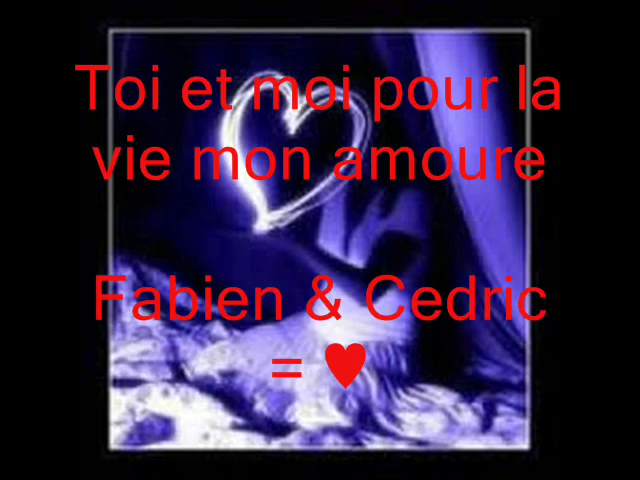 Toi et moi pour la
vie mon amoure
Fabien & Cedric
= ♥